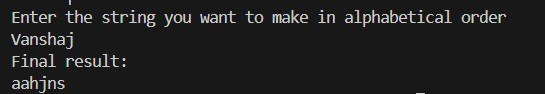 Enter the string you want to make in alphabetical order
Vanshaj
Final result:
aahjns